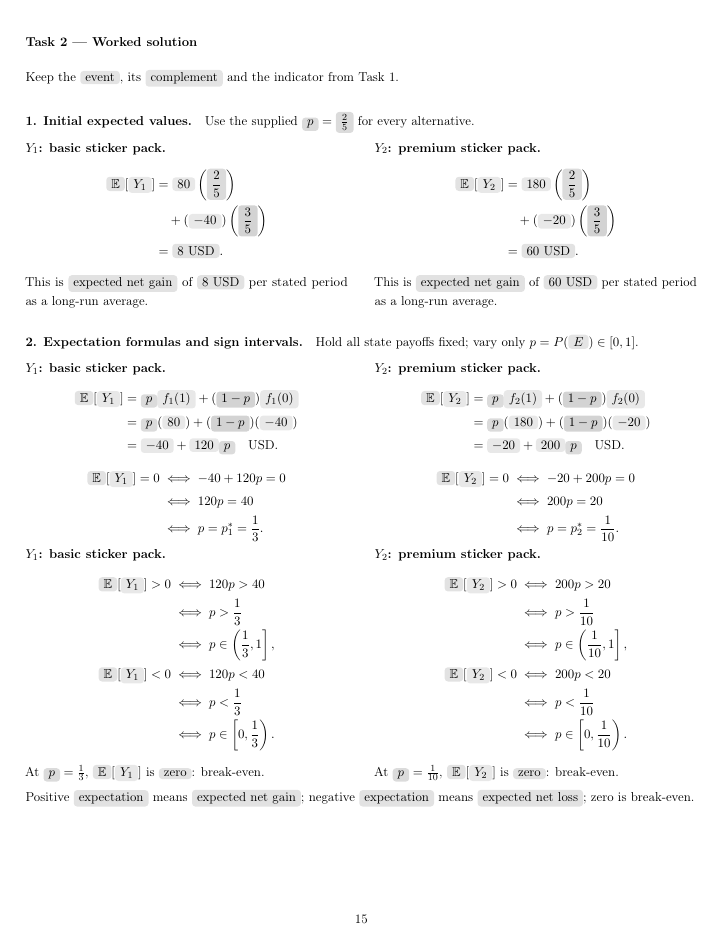 Task 2 — Worked solution
Keep the event, its complement and the indicator from Task 1.
1. Initial expected values. Use the supplied p = 2/5 for every alternative.
Y₁: basic sticker pack.
𝔼[Y₁] = 80 (2/5)
+ (−40) (3/5)
= 8 USD.
This is expected net gain of 8 USD per stated period
as a long-run average.
Y₂: premium sticker pack.
𝔼[Y₂] = 180 (2/5)
+ (−20) (3/5)
= 60 USD.
This is expected net gain of 60 USD per stated period
as a long-run average.
2. Expectation formulas and sign intervals. Hold all state payoffs fixed; vary only p = P(E) ∈ [0, 1].
Y₁: basic sticker pack.
𝔼[Y₁] = p f₁(1) + (1 − p) f₁(0)
= p(80) + (1 − p)(−40)
= −40 + 120 p USD.
𝔼[Y₁] = 0 ⟺ −40 + 120p = 0
⟺ 120p = 40
⟺ p = p₁* = 1/3.
Y₂: premium sticker pack.
𝔼[Y₂] = p f₂(1) + (1 − p) f₂(0)
= p(180) + (1 − p)(−20)
= −20 + 200 p USD.
𝔼[Y₂] = 0 ⟺ −20 + 200p = 0
⟺ 200p = 20
⟺ p = p₂* = 1/10.
Y₁: basic sticker pack.
𝔼[Y₁] > 0 ⟺ 120p > 40
⟺ p > 1/3
⟺ p ∈ (1/3, 1],
𝔼[Y₁] < 0 ⟺ 120p < 40
⟺ p < 1/3
⟺ p ∈ [0, 1/3).
At p = 1/3, 𝔼[Y₁] is zero: break-even.
Y₂: premium sticker pack.
𝔼[Y₂] > 0 ⟺ 200p > 20
⟺ p > 1/10
⟺ p ∈ (1/10, 1],
𝔼[Y₂] < 0 ⟺ 200p < 20
⟺ p < 1/10
⟺ p ∈ [0, 1/10).
At p = 1/10, 𝔼[Y₂] is zero: break-even.
Positive expectation means expected net gain; negative expectation means expected net loss; zero is break-even.
15